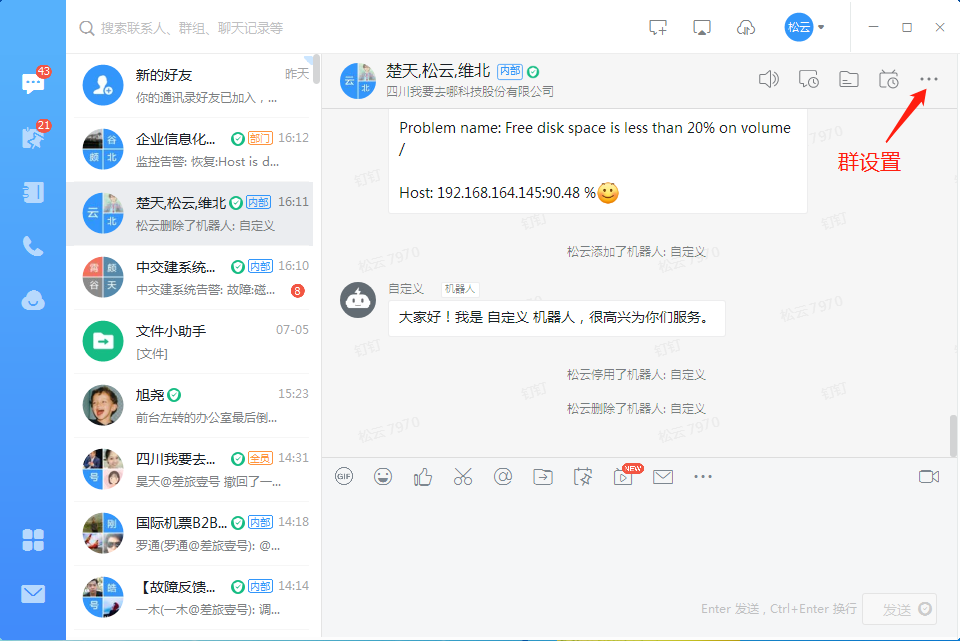 搜索联系人、群组、聊天记录等
松云
43
21
新的好友
昨天
你的通讯录好友已加入，...
企业信息化...
部门
16:12
监控告警: 恢复:Host is d...
谷
颇
北
楚天,松云,维北
内部
16:11
松云删除了机器人: 自定义
云
北
中交建系统...
内部
16:10
中交建系统告警: 故障:磁...
8
青
颇
谷
天
文件小助手
07-05
[文件]
旭尧
15:23
前台左转的办公室最后倒...
四川我要去...
全员
14:31
昊天@差旅壹号 撤回了一...
号
国际机票B2B...
内部
14:18
罗通(罗通@差旅壹号): @...
刚
【故障反馈...
内部
14:14
一木(一木@差旅壹号): 调...
皓
号
云
北
楚天,松云,维北
内部
四川我要去哪科技股份有限公司
群设置
Problem name: Free disk space is less than 20% on volume
/
Host: 192.168.164.145:90.48 %
松云添加了机器人: 自定义
自定义
机器人
大家好！我是 自定义 机器人，很高兴为你们服务。
松云停用了机器人: 自定义
松云删除了机器人: 自定义
钉钉
松云 7970
GIF
NEW
Enter 发送 , Ctrl+Enter 换行
发送